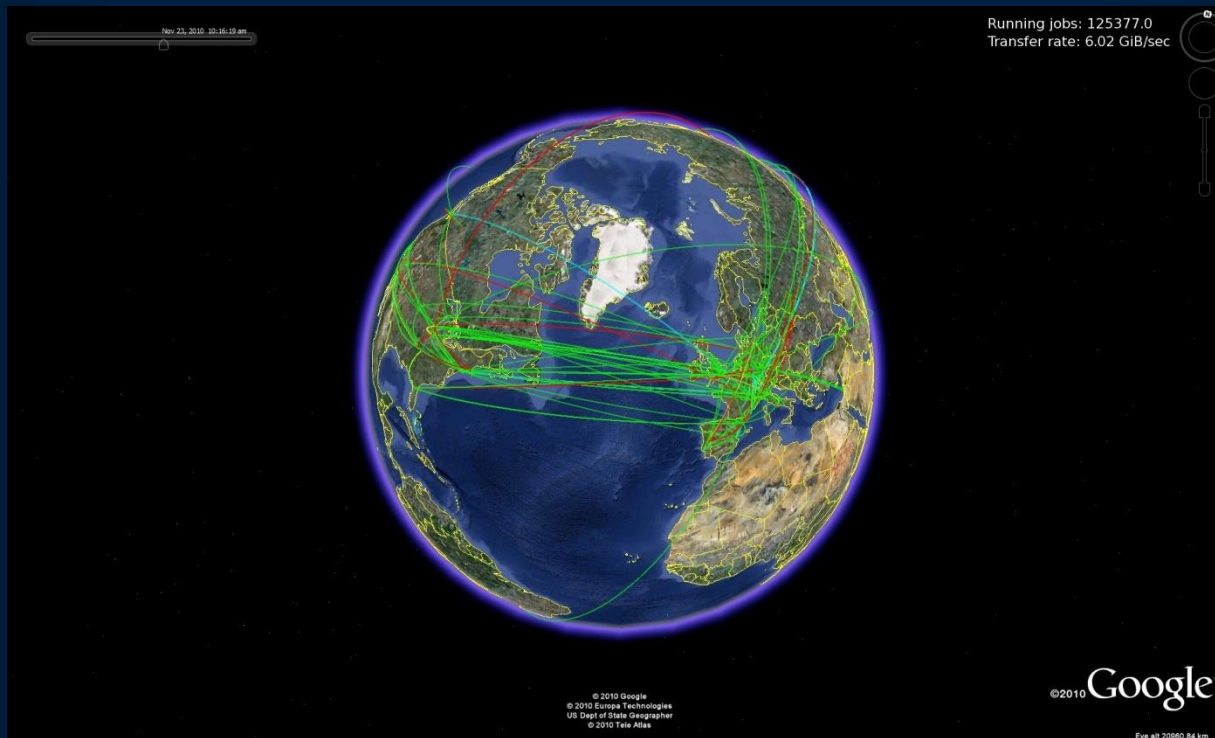 Nov 23, 2010 10:16:19 am
Running jobs: 125377.0
Transfer rate: 6.02 GiB/sec
N
© 2010 Google
© 2010 Europa Technologies
US Dept of State Geographer
© 2010 Tele Atlas
©2010 Google
Eye alt 20960.84 km